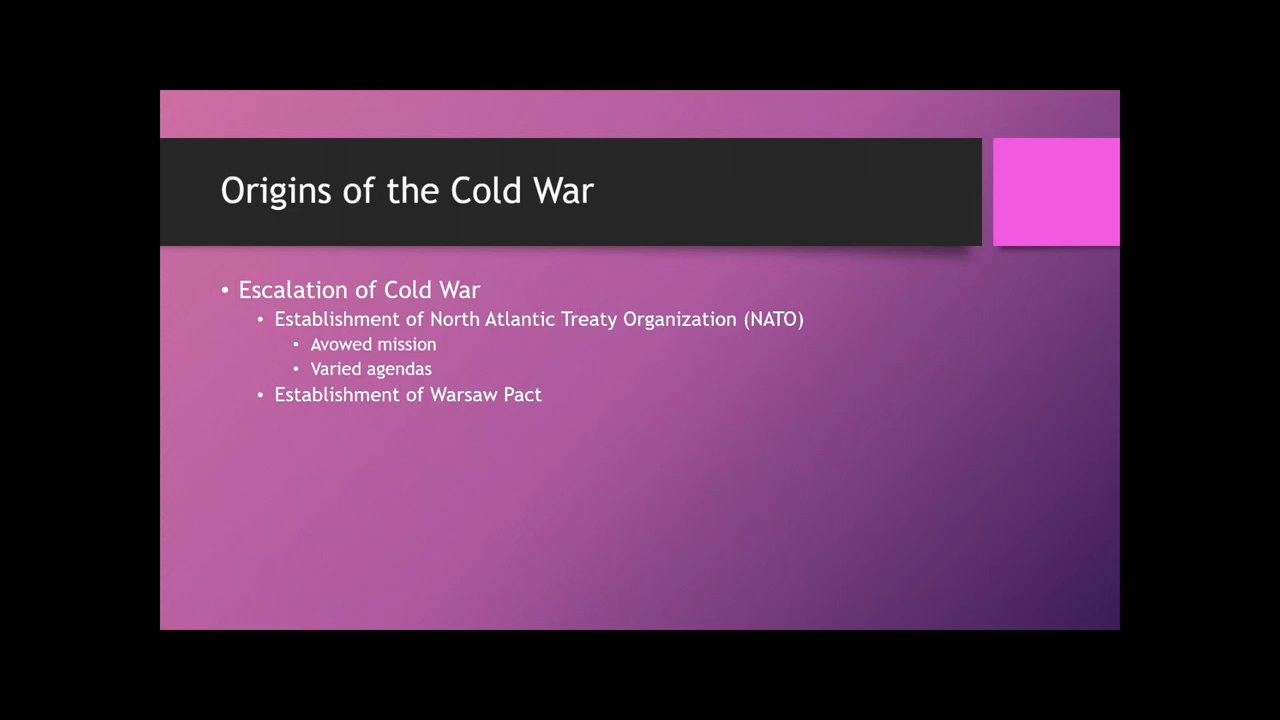 Origins of the Cold War
• Escalation of Cold War
• Establishment of North Atlantic Treaty Organization (NATO)
• Avowed mission
• Varied agendas
• Establishment of Warsaw Pact